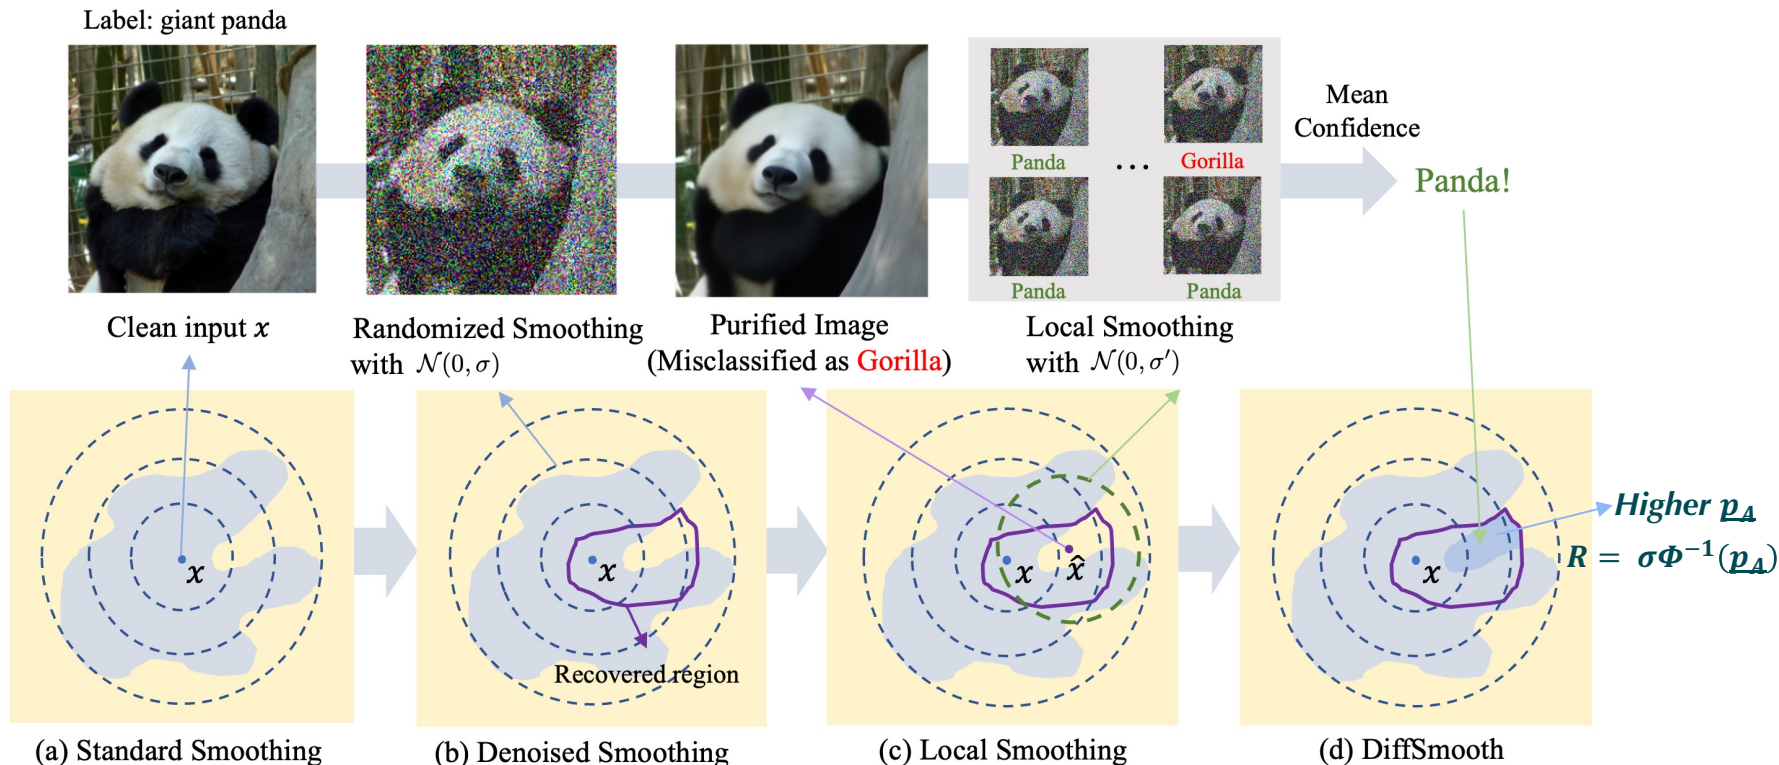 Label: giant panda
Panda
...
Gorilla
Panda
Panda
Mean
Confidence
Panda!
Clean input x
Randomized Smoothing
with 𝒩(0, σ)
Purified Image
(Misclassified as Gorilla)
Local Smoothing
with 𝒩(0, σ′)
x
x
Recovered region
x
x̂
x
Higher p_A
R = σΦ⁻¹(p_A)
(a) Standard Smoothing
(b) Denoised Smoothing
(c) Local Smoothing
(d) DiffSmooth